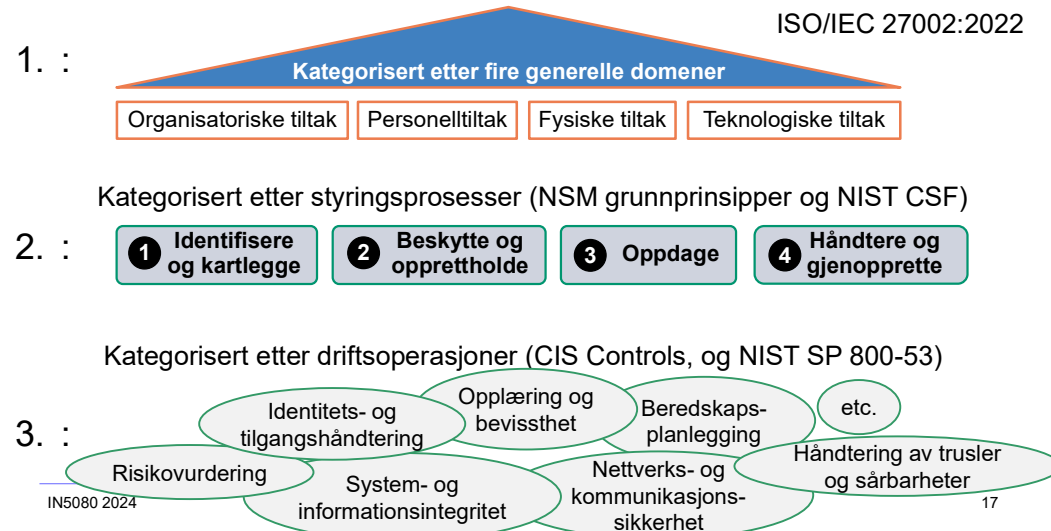 ISO/IEC 27002:2022
1. :
Kategorisert etter fire generelle domener
Organisatoriske tiltak
Personelltiltak
Fysiske tiltak
Teknologiske tiltak
Kategorisert etter styringsprosesser (NSM grunnprinsipper og NIST CSF)
2. :
1 Identifisere
og kartlegge
2 Beskytte og
opprettholde
3 Oppdage
4 Håndtere og
gjenopprette
Kategorisert etter driftsoperasjoner (CIS Controls, og NIST SP 800-53)
3. :
Identitets- og
tilgangshåndtering
Opplæring og
bevissthet
Beredskaps-
planlegging
etc.
Risikovurdering
System- og
informationsintegritet
Nettverks- og
kommunikasjons-
sikkerhet
Håndtering av trusler
og sårbarheter
IN5080 2024
17